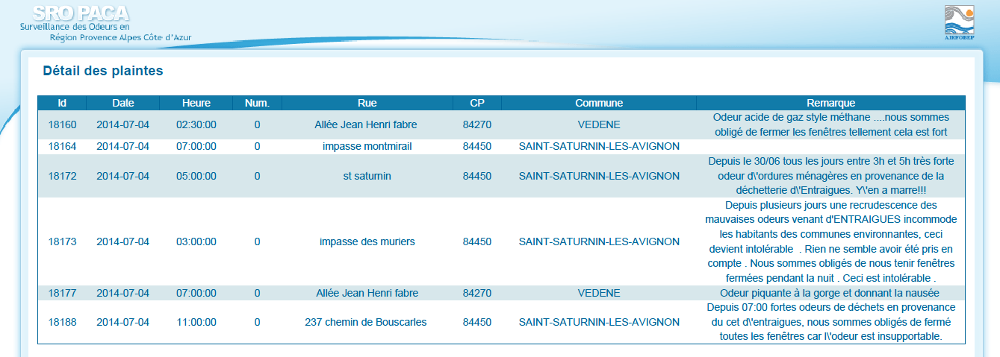 SRO PACA
Surveillance des Odeurs en
Région Provence Alpes Côte d'Azur
AIRFOBEP
Détail des plaintes
Id Date Heure Num. Rue CP Commune Remarque
18160 2014-07-04 02:30:00 0 Allée Jean Henri fabre 84270 VEDENE Odeur acide de gaz style méthane ....nous sommes
obligé de fermer les fenêtres tellement cela est fort
18164 2014-07-04 07:00:00 0 impasse montmirail 84450 SAINT-SATURNIN-LES-AVIGNON
Depuis le 30/06 tous les jours entre 3h et 5h très forte
18172 2014-07-04 05:00:00 0 st saturnin 84450 SAINT-SATURNIN-LES-AVIGNON odeur d\'ordures ménagères en provenance de la
déchetterie d\'Entraigues. Y\'en a marre!!!
Depuis plusieurs jours une recrudescence des
mauvaises odeurs venant d'ENTRAIGUES incommode
les habitants des communes environnantes, ceci
18173 2014-07-04 03:00:00 0 impasse des muriers 84450 SAINT-SATURNIN-LES-AVIGNON devient intolérable . Rien ne semble avoir été pris en
compte . Nous sommes obligés de nous tenir fenêtres
fermées pendant la nuit . Ceci est intolérable .
18177 2014-07-04 07:00:00 0 Allée Jean Henri fabre 84270 VEDENE Odeur piquante à la gorge et donnant la nausée
Depuis 07:00 fortes odeurs de déchets en provenance
18188 2014-07-04 11:00:00 0 237 chemin de Bouscarles 84450 SAINT-SATURNIN-LES-AVIGNON du cet d\'entraigues, nous sommes obligés de fermé
toutes les fenêtres car l\'odeur est insupportable.